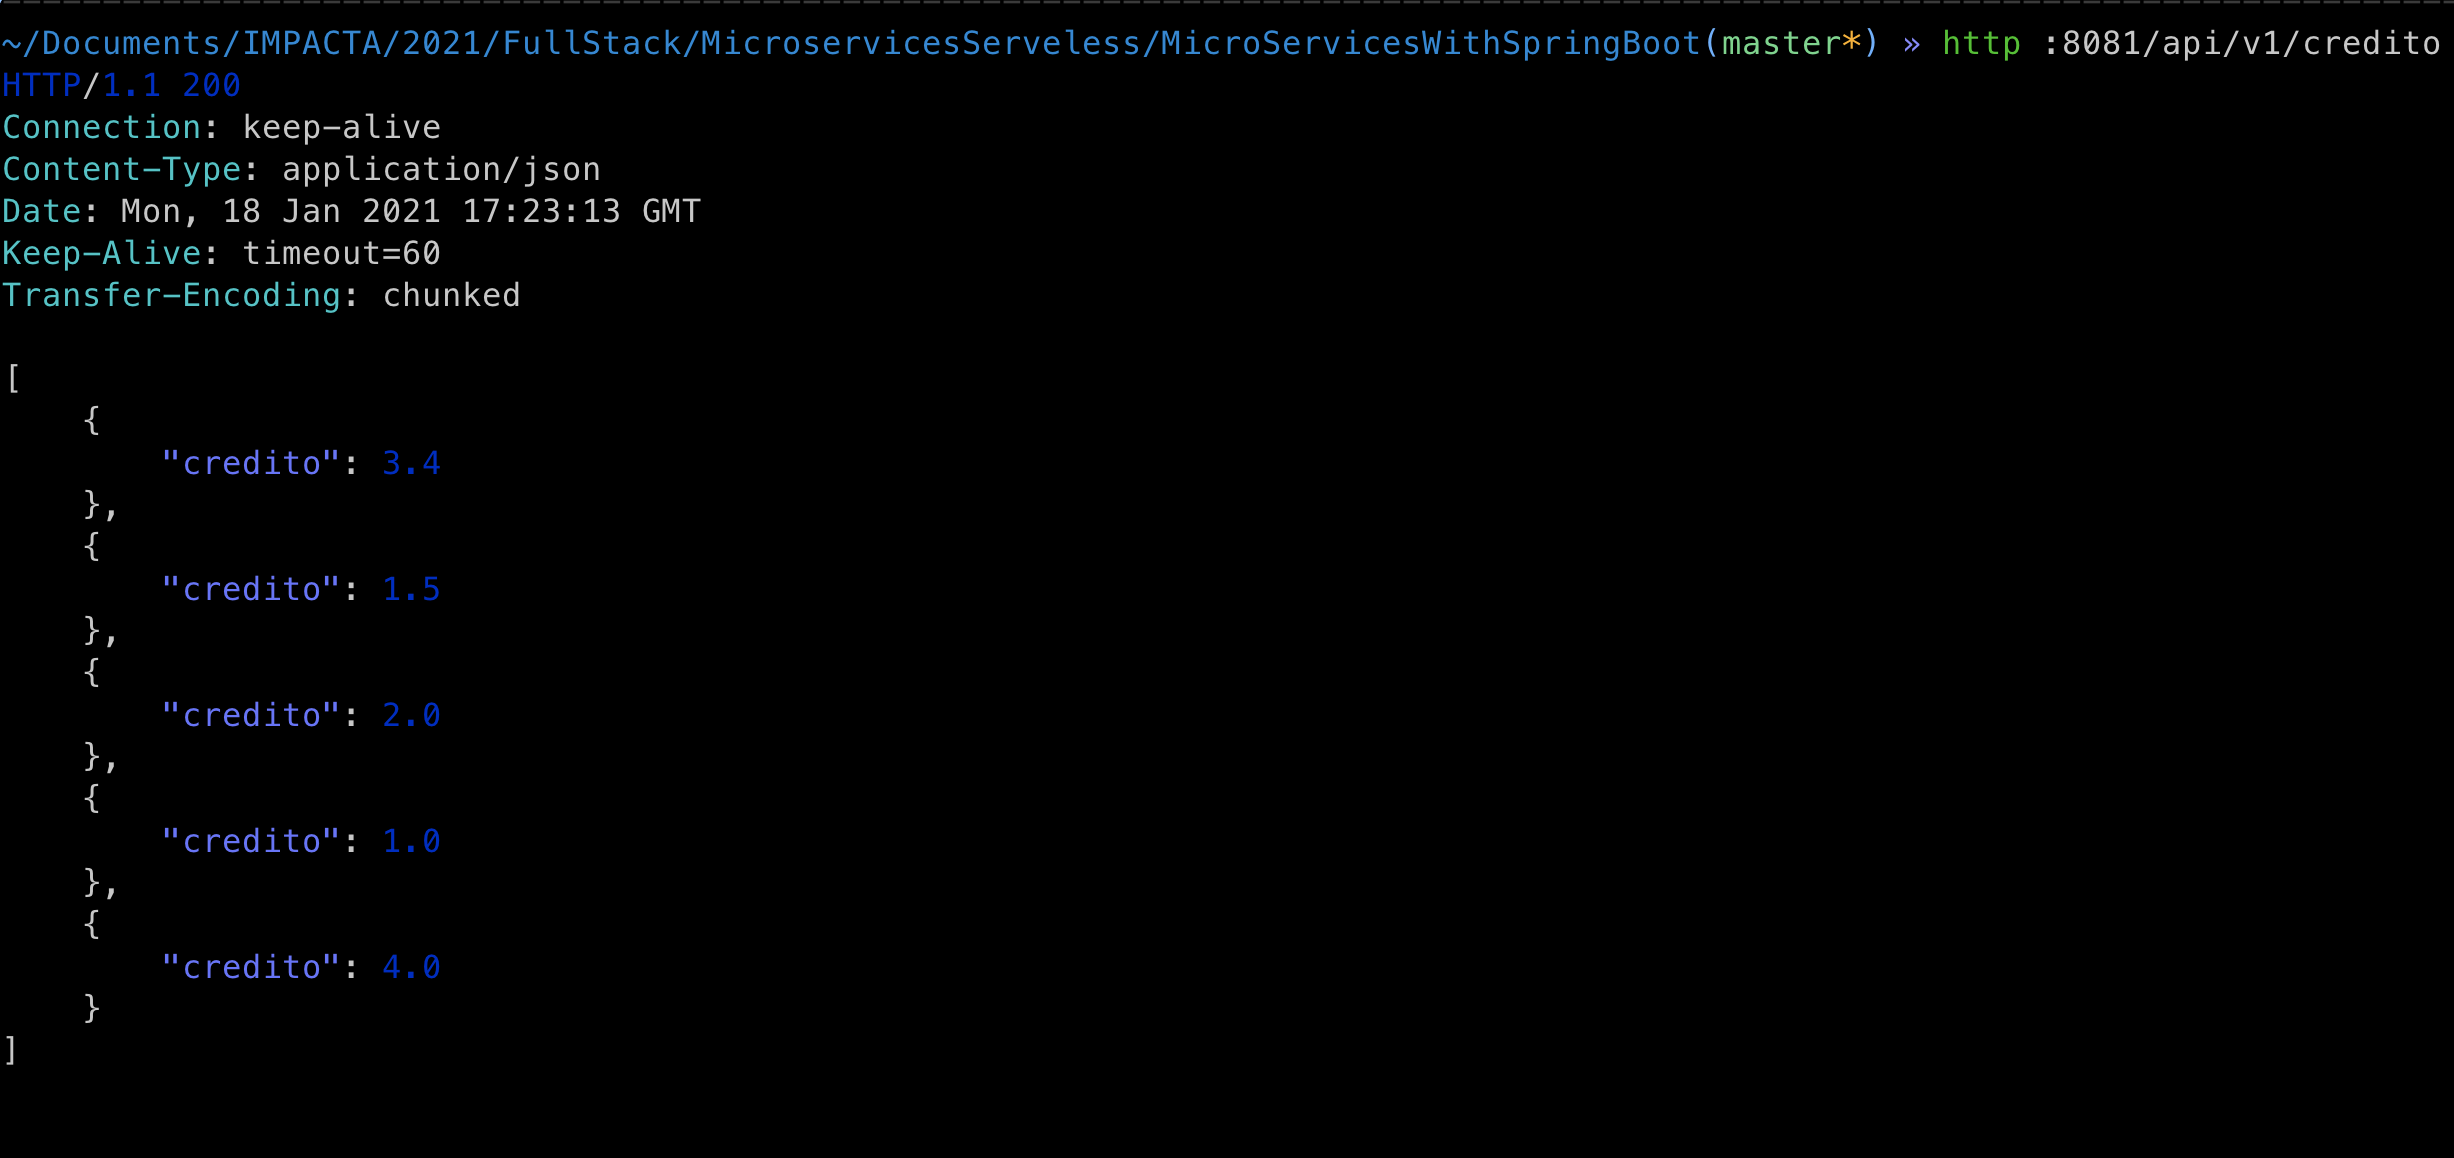 ~/Documents/IMPACTA/2021/FullStack/MicroservicesServeless/MicroServicesWithSpringBoot(master*) » http :8081/api/v1/credito
HTTP/1.1 200
Connection: keep-alive
Content-Type: application/json
Date: Mon, 18 Jan 2021 17:23:13 GMT
Keep-Alive: timeout=60
Transfer-Encoding: chunked

[
    {
        "credito": 3.4
    },
    {
        "credito": 1.5
    },
    {
        "credito": 2.0
    },
    {
        "credito": 1.0
    },
    {
        "credito": 4.0
    }
]